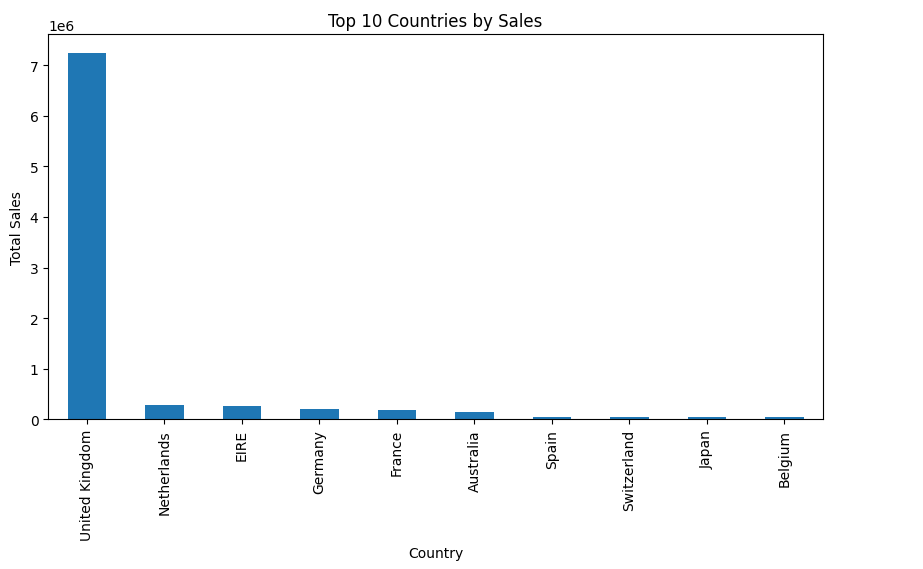 Top 10 Countries by Sales
1e6
7
6
5
4
3
2
1
0
Total Sales
United Kingdom
Netherlands
EIRE
Germany
France
Australia
Spain
Switzerland
Japan
Belgium
Country